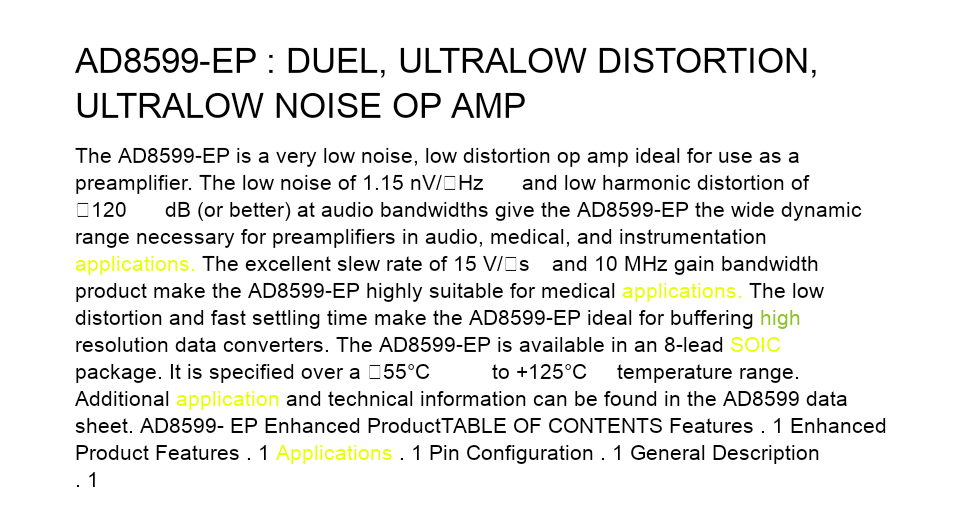 AD8599-EP : DUEL, ULTRALOW DISTORTION,
ULTRALOW NOISE OP AMP
The AD8599-EP is a very low noise, low distortion op amp ideal for use as a
preamplifier. The low noise of 1.15 nV/□Hz and low harmonic distortion of
□120 dB (or better) at audio bandwidths give the AD8599-EP the wide dynamic
range necessary for preamplifiers in audio, medical, and instrumentation
applications. The excellent slew rate of 15 V/□s and 10 MHz gain bandwidth
product make the AD8599-EP highly suitable for medical applications. The low
distortion and fast settling time make the AD8599-EP ideal for buffering high
resolution data converters. The AD8599-EP is available in an 8-lead SOIC
package. It is specified over a □55°C to +125°C temperature range.
Additional application and technical information can be found in the AD8599 data
sheet. AD8599- EP Enhanced ProductTABLE OF CONTENTS Features . 1 Enhanced
Product Features . 1 Applications . 1 Pin Configuration . 1 General Description
. 1